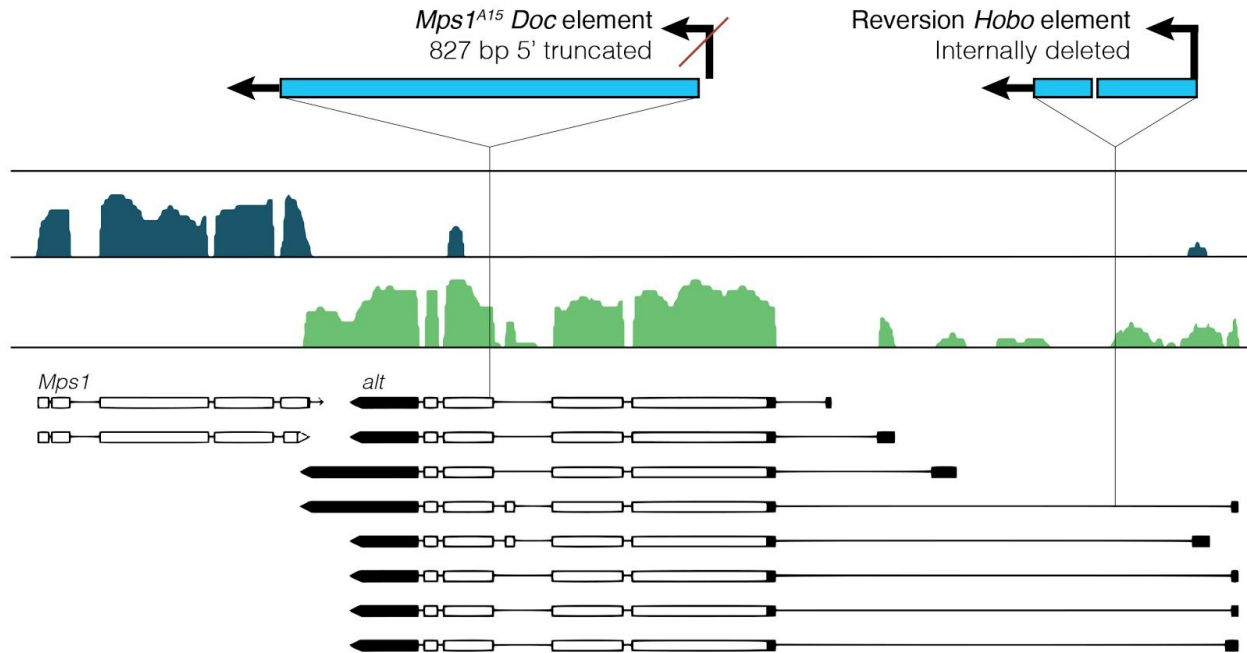 Mps1^A15 Doc element
827 bp 5' truncated
Reversion Hobo element
Internally deleted
Mps1
alt